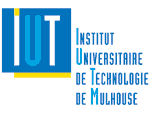 IUT
INSTITUT
UNIVERSITAIRE
DE TECHNOLOGIE
DE MULHOUSE